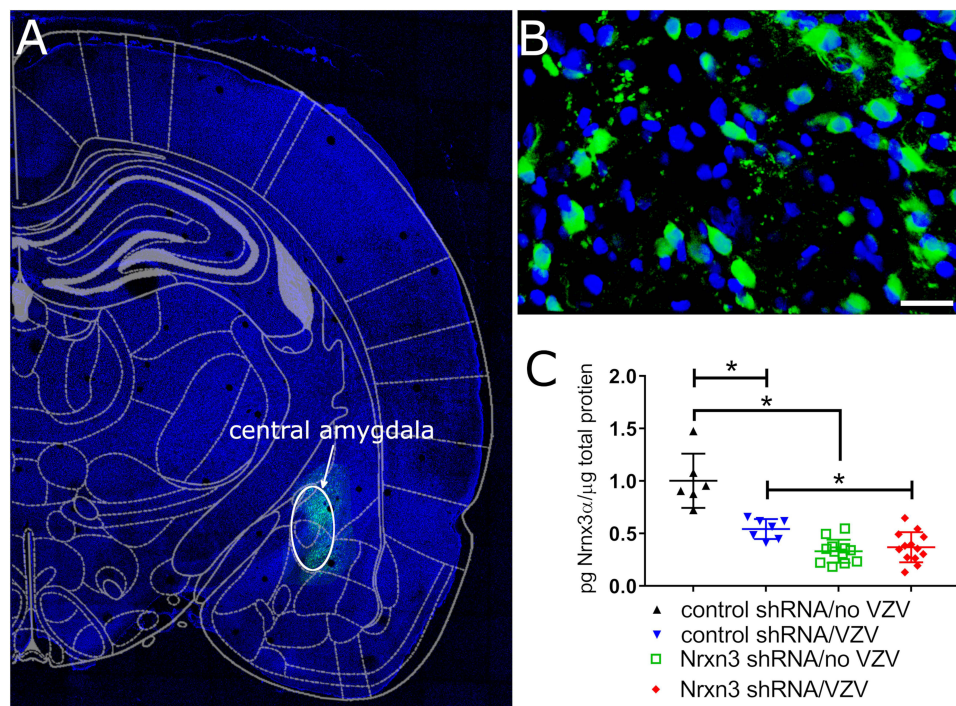 A
central amygdala
B
C
pg Nrnx3α/μg total protien
2.0
1.5
1.0
0.5
0.0
*
*
*
control shRNA/no VZV
control shRNA/VZV
Nrxn3 shRNA/no VZV
Nrxn3 shRNA/VZV